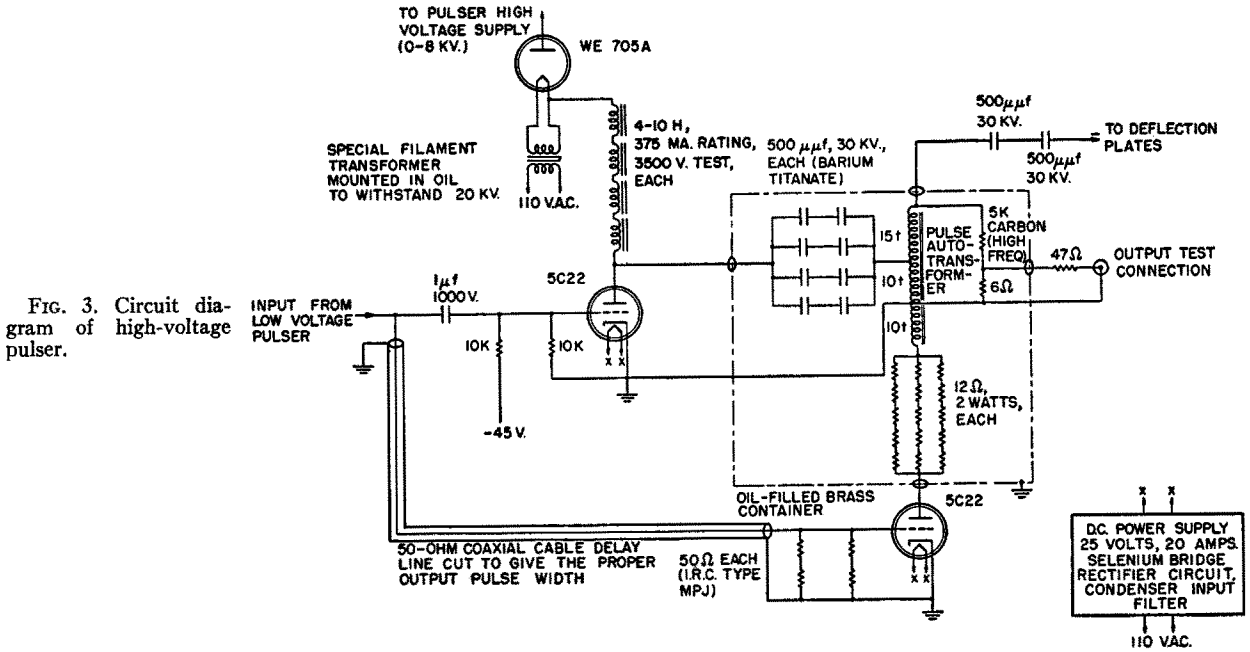 TO PULSER HIGH
VOLTAGE SUPPLY
(0-8 KV.)
WE 705A
SPECIAL FILAMENT
TRANSFORMER
MOUNTED IN OIL
TO WITHSTAND 20 KV.
110 V.A.C.
4-10 H,
375 MA. RATING,
3500 V. TEST,
EACH
500 μμf, 30 KV.,
EACH (BARIUM
TITANATE)
500μμf
30 KV.
500μμf
30 KV.
TO DEFLECTION
PLATES
15t
10t
10t
PULSE
AUTO-
TRANS-
FORM-
ER
5K
CARBON
(HIGH
FREQ)
6Ω
47Ω
OUTPUT TEST
CONNECTION
FIG. 3. Circuit dia-
gram of high-voltage
pulser.
INPUT FROM
LOW VOLTAGE
PULSER
1μf
1000 V.
5C22
10K
10K
x x
-45 V.
12Ω,
2 WATTS,
EACH
OIL-FILLED BRASS
CONTAINER
5C22
x x
50-OHM COAXIAL CABLE DELAY
LINE CUT TO GIVE THE PROPER
OUTPUT PULSE WIDTH
50Ω EACH
(I.R.C. TYPE
MPJ)
x x
D.C. POWER SUPPLY
25 VOLTS, 20 AMPS.
SELENIUM BRIDGE
RECTIFIER CIRCUIT,
CONDENSER INPUT
FILTER
110 V.A.C.